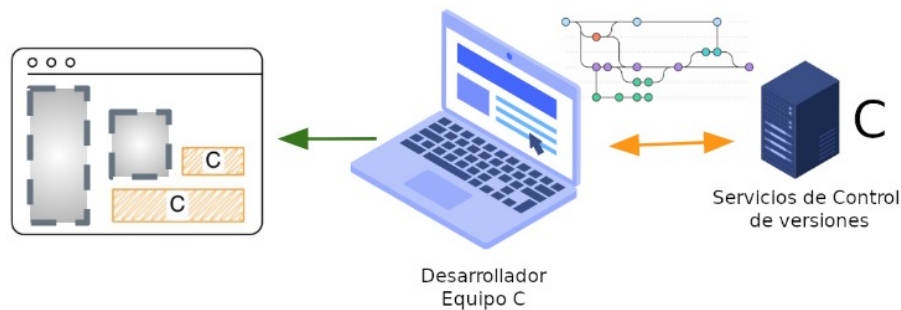 C
C
C
Desarrollador
Equipo C
Servicios de Control
de versiones